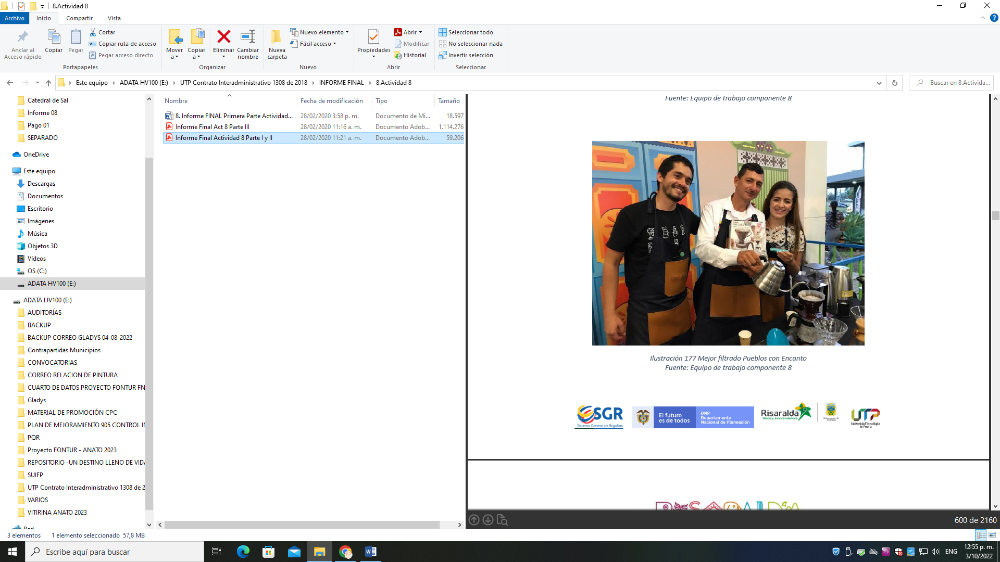 8.Actividad 8
Archivo
Inicio
Compartir
Vista
Anclar al
Acceso rápido
Copiar
Pegar
Cortar
Copiar ruta de acceso
Pegar acceso directo
Portapapeles
Mover
a
Copiar
a
Eliminar
Cambiar
nombre
Organizar
Nueva
carpeta
Nuevo elemento
Fácil acceso
Nuevo
Propiedades
Abrir
Modificar
Historial
Abrir
Seleccionar todo
No seleccionar nada
Invertir selección
Seleccionar
Este equipo
ADATA HV100 (E:)
UTP Contrato Interadministrativo 1308 de 2018
INFORME FINAL
8.Actividad 8
Buscar en 8.Activida...
Catedral de Sal
Informe 08
Pago 01
SEPARADO
OneDrive
Este equipo
Descargas
Documentos
Escritorio
Imágenes
Música
Objetos 3D
Vídeos
OS (C:)
ADATA HV100 (E:)
ADATA HV100 (E:)
AUDITORÍAS
BACKUP
BACKUP CORREO GLADYS 04-08-2022
Contrapartidas Municipios
CONVOCATORIAS
CORREO RELACION DE PINTURA
CUARTO DE DATOS PROYECTO FONTUR FN
Gladys
MATERIAL DE PROMOCIÓN CPC
PLAN DE MEJORAMIENTO 905 CONTROL IN
PQR
Proyecto FONTUR - ANATO 2023
REPOSITORIO -UN DESTINO LLENO DE VIDA
SUIFP
UTP Contrato Interadministrativo 1308 de 2
VARIOS
VITIRINA ANATO 2023
Red
Nombre Fecha de modificación Tipo Tamaño
8. Informe FINAL Primera Parte Actividad... 28/02/2020 3:58 p. m. Documento de Mi... 18.597
Informe Final Act 8 Parte III 28/02/2020 11:16 a. m. Documento Adob... 1.114.276
Informe Final Actividad 8 Parte I y II 28/02/2020 11:21 a. m. Documento Adob... 59.206
Fuente: Equipo de trabajo componente 8
Ilustración 177 Mejor filtrado Pueblos con Encanto
Fuente: Equipo de trabajo componente 8
SGR
Sistema General de Regalías
El futuro
es de todos
DNP
Departamento
Nacional de Planeación
Risaralda
Verde y emprendedora
UTP
Universidad Tecnológica
de Pereira
RISARALDA
600 de 2160
3 elementos
1 elemento seleccionado 57,8 MB
Escribe aquí para buscar
ENG
12:55 p. m.
3/10/2022